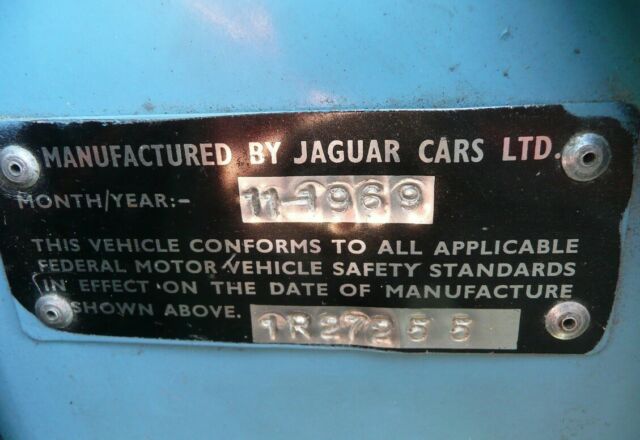 MANUFACTURED BY JAGUAR CARS LTD.
MONTH/YEAR:- 11-1969
THIS VEHICLE CONFORMS TO ALL APPLICABLE
FEDERAL MOTOR VEHICLE SAFETY STANDARDS
IN EFFECT ON THE DATE OF MANUFACTURE
SHOWN ABOVE. 1R27255